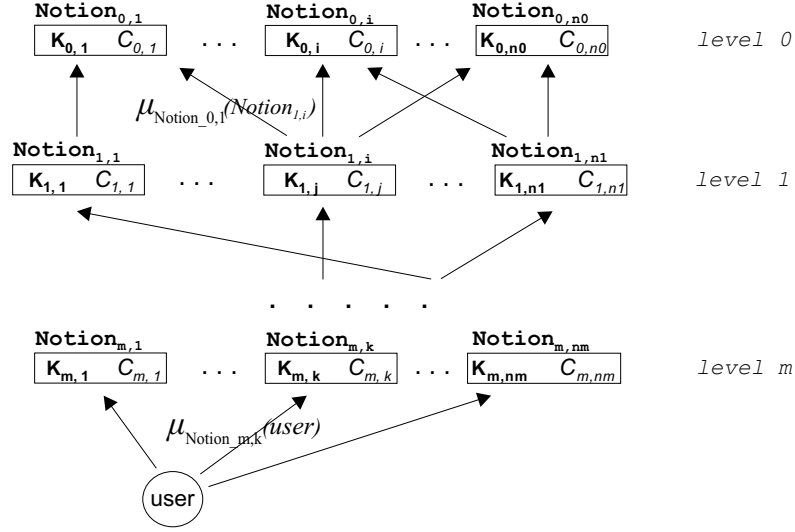 Notion0,1 Notion0,i Notion0,n0
K0, 1 C0, 1 . . . K0,i C0, i . . . K0,n0 C0,n0 level 0
μNotion_0,1(Notion1,i)
Notion1,1 Notion1,i Notion1,n1
K1, 1 C1, 1 . . . K1,j C1, j . . . K1,n1 C1,n1 level 1
. . . . .
Notionm,1 Notionm,k Notionm,nm
Km, 1 Cm, 1 . . . Km, k Cm, k . . . Km,nm Cm,nm level m
μNotion_m,k(user)
user